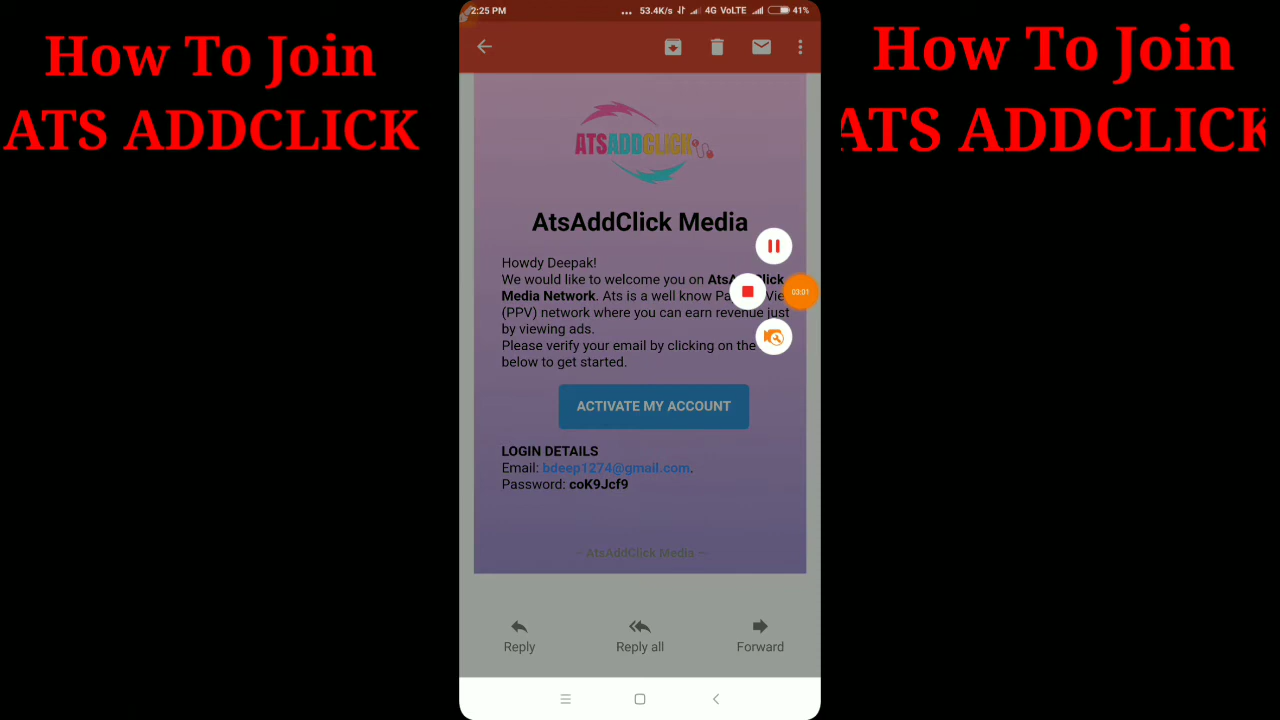 How To Join
ATS ADDCLICK
2:25 PM
53.4K/s 4G VoLTE 41%
ATSADDCLICK
AtsAddClick Media
Howdy Deepak!
We would like to welcome you on
Media Network. Ats is a well know
(PPV) network where you can earn revenue just
by viewing ads.
Please verify your email by clicking on the
below to get started.
ACTIVATE MY ACCOUNT
LOGIN DETAILS
Email: bdeep1274@gmail.com.
Password: coK9Jcf9
-- AtsAddClick Media --
03:01
Reply
Reply all
Forward
How To Join
ATS ADDCLICK